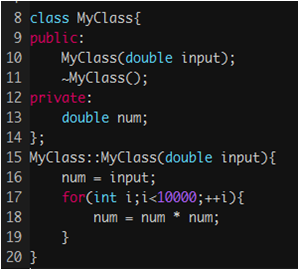 8 class MyClass{
9 public:
10     MyClass(double input);
11     ~MyClass();
12 private:
13     double num;
14 };
15 MyClass::MyClass(double input){
16     num = input;
17     for(int i;i<10000;++i){
18         num = num * num;
19     }
20 }